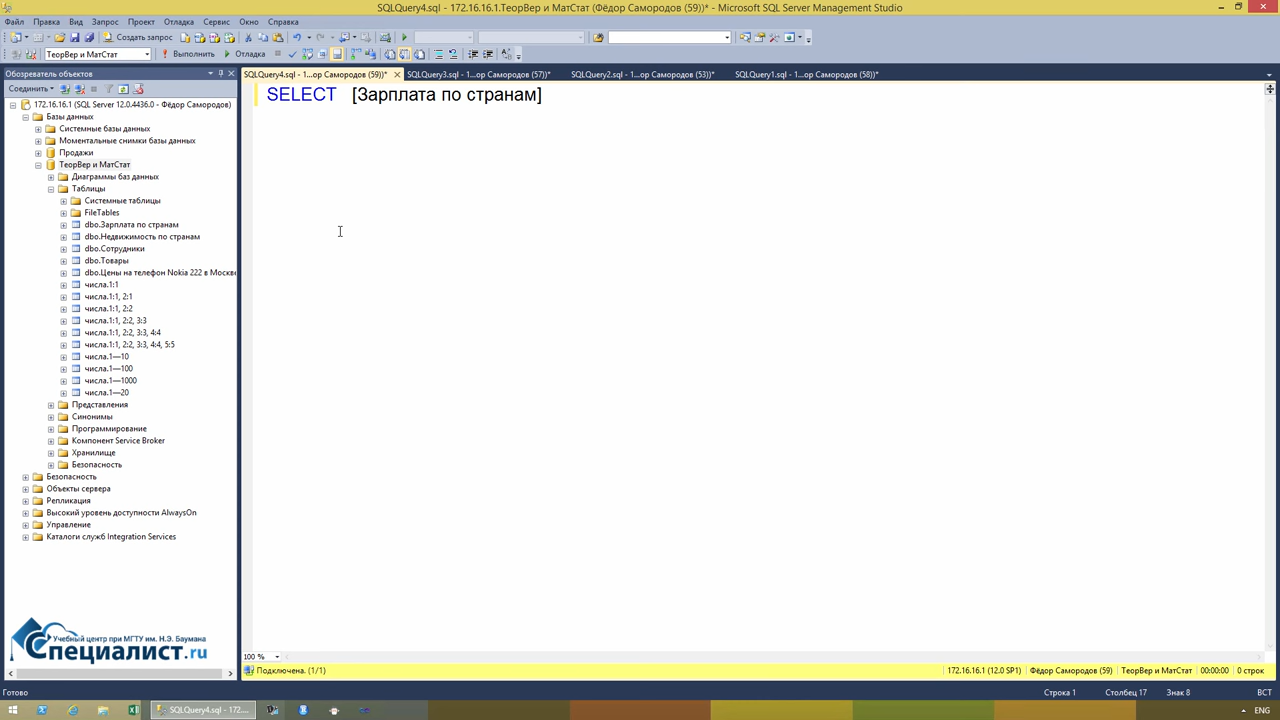 SQLQuery4.sql - 172.16.16.1.ТеорВер и МатСтат (Фёдор Самородов (59))* - Microsoft SQL Server Management Studio
Файл Правка Вид Запрос Проект Отладка Сервис Окно Справка
Создать запрос
ТеорВер и МатСтат Выполнить Отладка
Обозреватель объектов
SQLQuery4.sql - 1...ор Самородов (59))* SQLQuery3.sql - 1...ор Самородов (57))* SQLQuery2.sql - 1...ор Самородов (53))* SQLQuery1.sql - 1...ор Самородов (58))*
Соединить
SELECT [Зарплата по странам]
172.16.16.1 (SQL Server 12.0.4436.0 - Фёдор Самородов)
Базы данных
Системные базы данных
Моментальные снимки базы данных
Продажи
ТеорВер и МатСтат
Диаграммы баз данных
Таблицы
Системные таблицы
FileTables
dbo.Зарплата по странам
dbo.Недвижимость по странам
dbo.Сотрудники
dbo.Товары
dbo.Цены на телефон Nokia 222 в Москве
числа.1:1
числа.1:1, 2:1
числа.1:1, 2:2
числа.1:1, 2:2, 3:3
числа.1:1, 2:2, 3:3, 4:4
числа.1:1, 2:2, 3:3, 4:4, 5:5
числа.1—10
числа.1—100
числа.1—1000
числа.1—20
Представления
Синонимы
Программирование
Компонент Service Broker
Хранилище
Безопасность
Безопасность
Объекты сервера
Репликация
Высокий уровень доступности AlwaysOn
Управление
Каталоги служб Integration Services
Учебный центр при МГТУ им. Н.Э. Баумана
Специалист.ru
100 %
Подключена. (1/1) 172.16.16.1 (12.0 SP1) Фёдор Самородов (59) ТеорВер и МатСтат 00:00:00 0 строк
Готово Строка 1 Столбец 17 Знак 8 ВСТ
SQLQuery4.sql - 172.... ENG